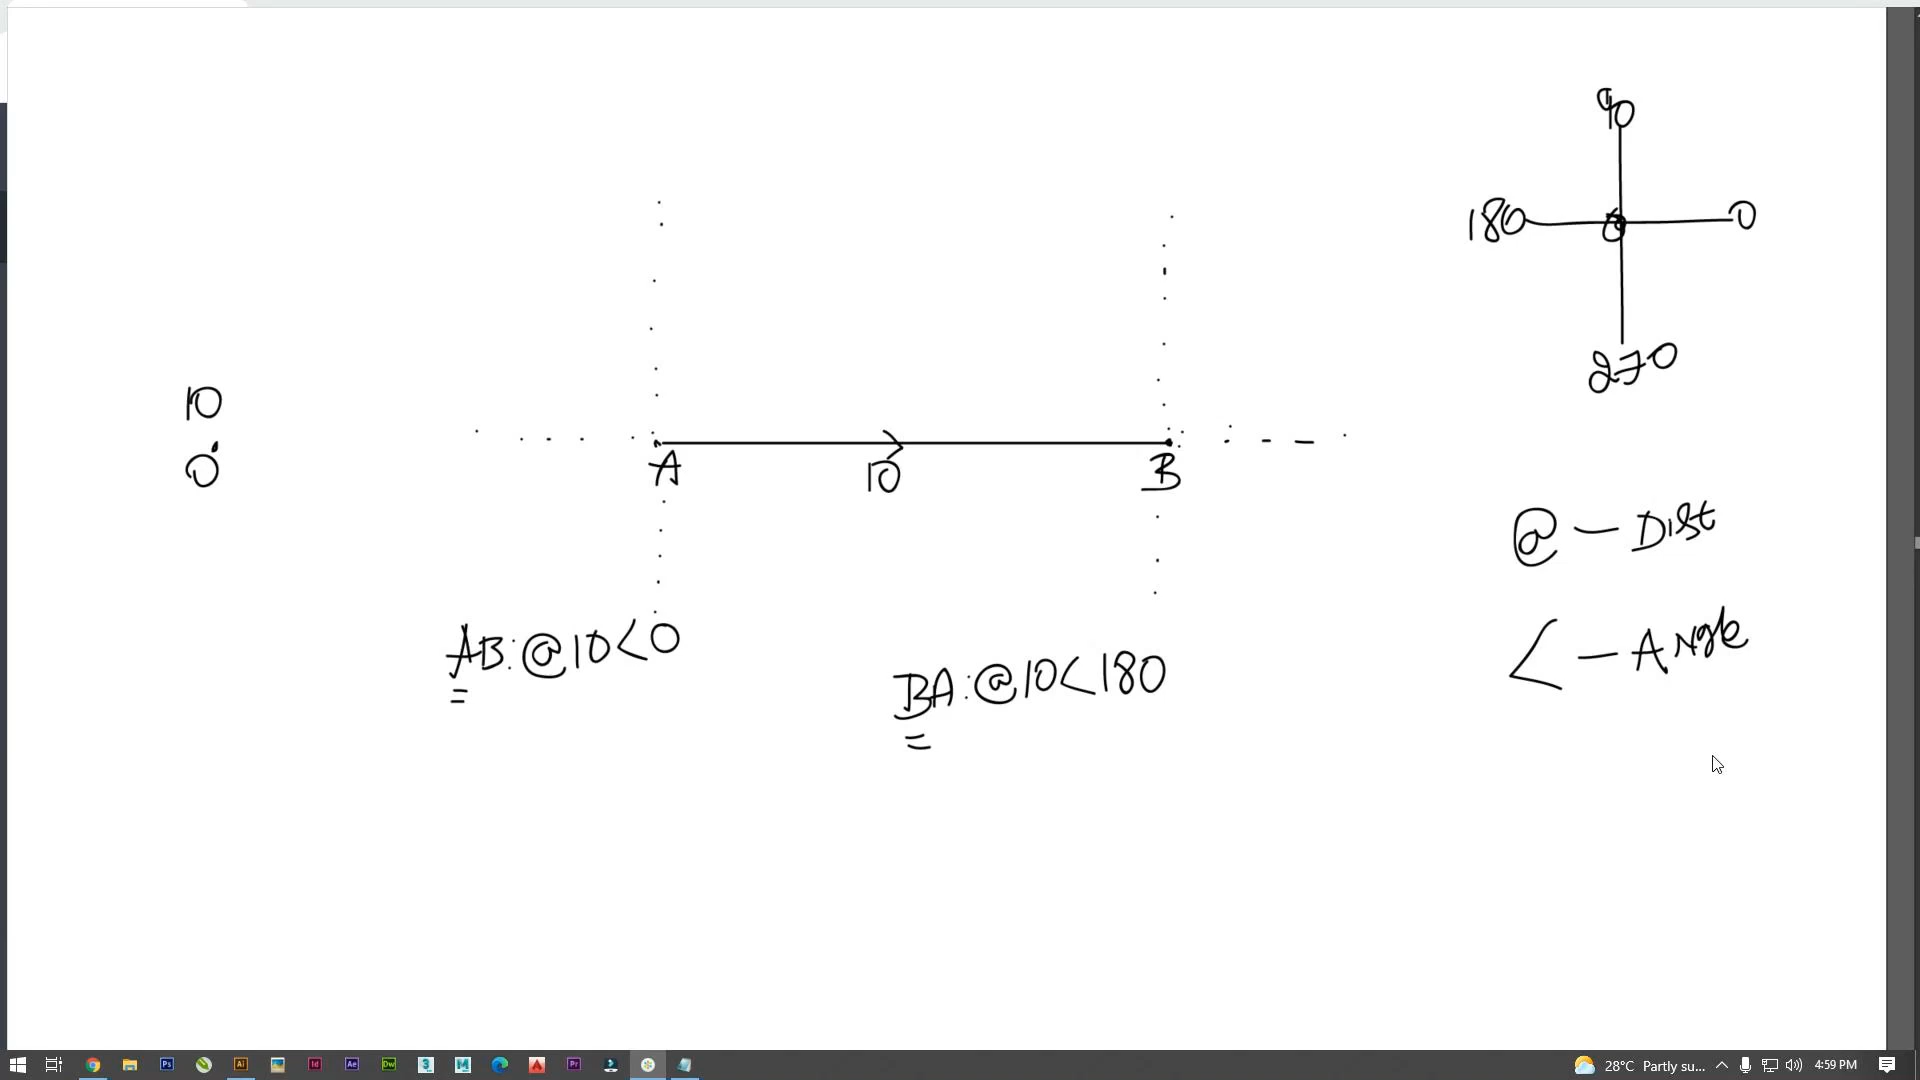 90
180
0
0
270
10
0
A
10
B
@ — Dist
AB:@10<0
< — Angle
BA:@10<180
28°C Partly su...
4:59 PM